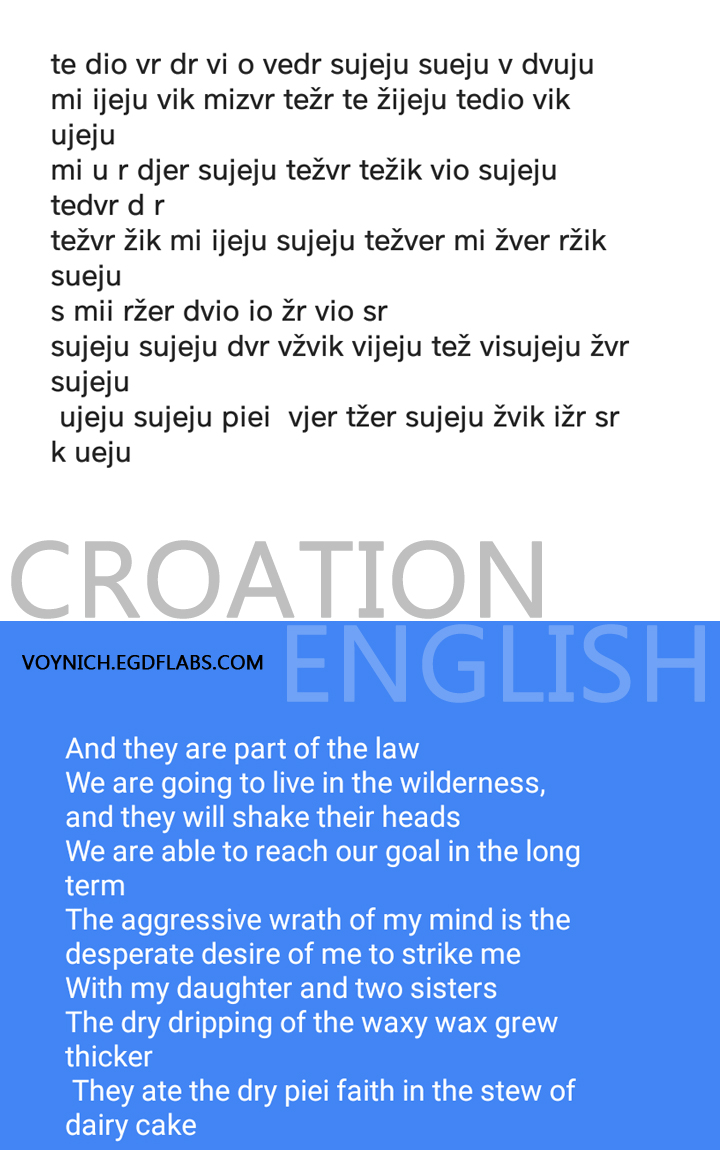 te dio vr dr vi o vedr sujeju sueju v dvuju
mi ijeju vik mizvr težr te žijeju tedio vik
ujeju
mi u r djer sujeju težvr težik vio sujeju
tedvr d r
težvr žik mi ijeju sujeju težver mi žver ržik
sueju
s mii ržer dvio io žr vio sr
sujeju sujeju dvr vžvik vijeju tež visujeju žvr
sujeju
ujeju sujeju piei vjer tžer sujeju žvik ižr sr
k ueju
CROATION
ENGLISH
VOYNICH.EGDFLABS.COM
And they are part of the law
We are going to live in the wilderness,
and they will shake their heads
We are able to reach our goal in the long
term
The aggressive wrath of my mind is the
desperate desire of me to strike me
With my daughter and two sisters
The dry dripping of the waxy wax grew
thicker
They ate the dry piei faith in the stew of
dairy cake